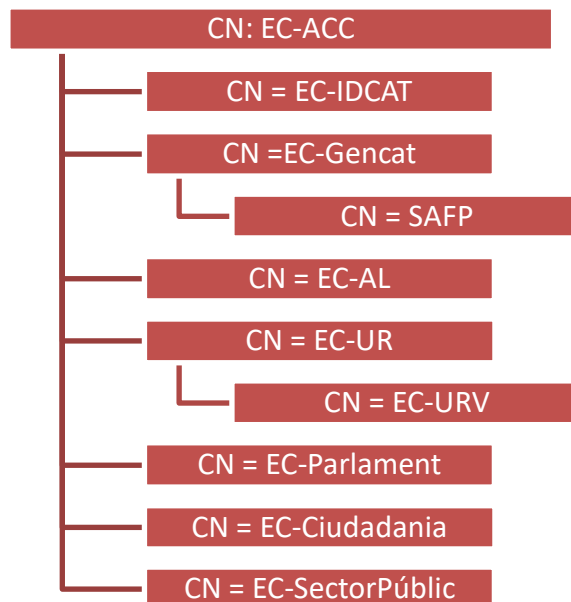 CN: EC-ACC
CN = EC-IDCAT
CN =EC-Gencat
CN = SAFP
CN = EC-AL
CN = EC-UR
CN = EC-URV
CN = EC-Parlament
CN = EC-Ciudadania
CN = EC-SectorPúblic